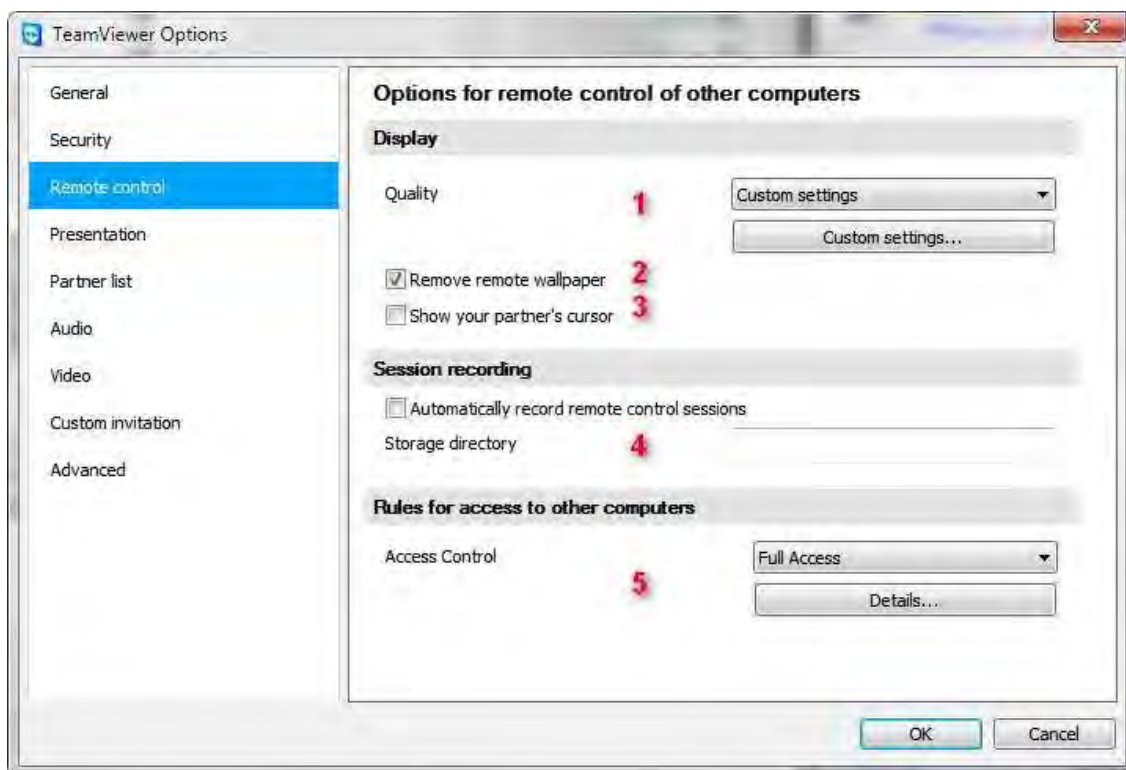 TeamViewer Options
General
Security
Remote control
Presentation
Partner list
Audio
Video
Custom invitation
Advanced
Options for remote control of other computers
Display
Quality 1 Custom settings
Custom settings...
Remove remote wallpaper 2
Show your partner's cursor 3
Session recording
Automatically record remote control sessions
Storage directory 4
Rules for access to other computers
Access Control Full Access
5 Details...
OK Cancel